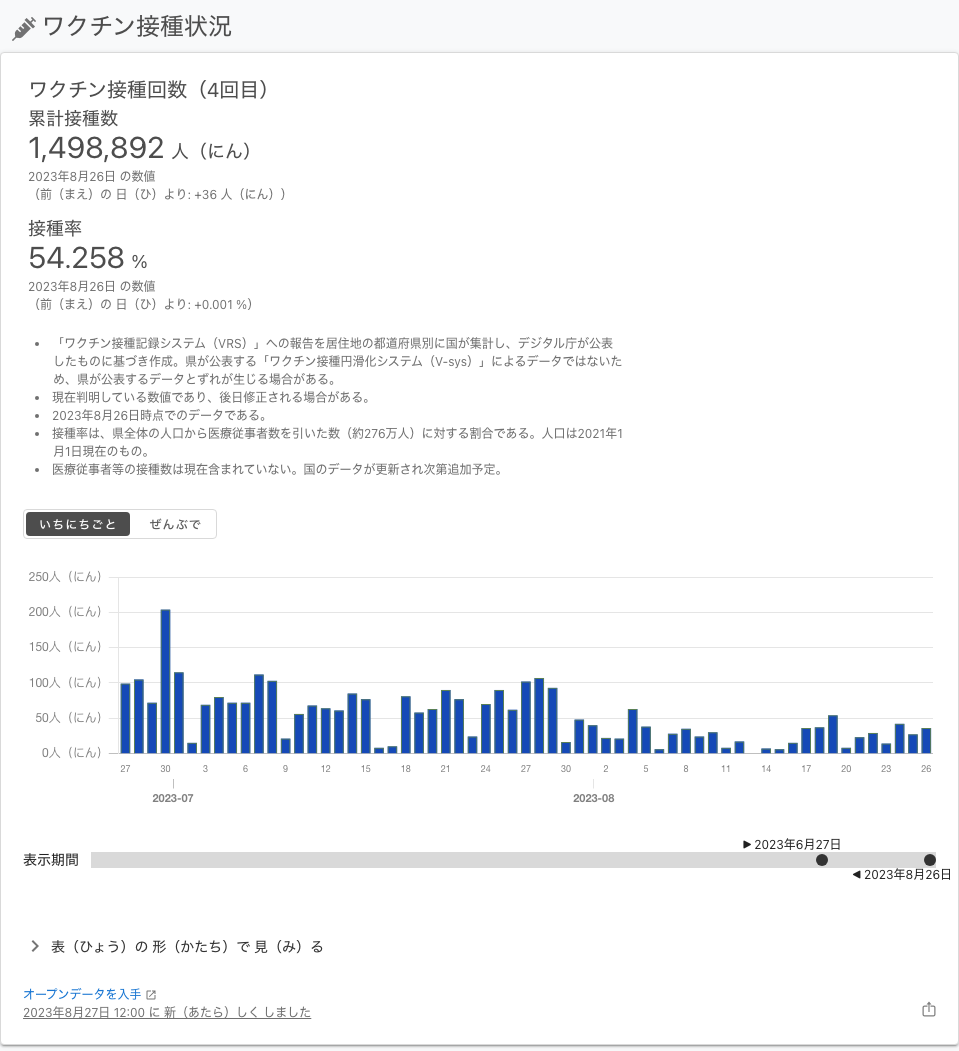 ワクチン接種状況
ワクチン接種回数（4回目）
累計接種数
1,498,892 人（にん）
2023年8月26日 の数値
（前（まえ）の 日（ひ）より: +36 人（にん））
接種率
54.258 %
2023年8月26日 の数値
（前（まえ）の 日（ひ）より: +0.001 %）
• 「ワクチン接種記録システム（VRS）」への報告を居住地の都道府県別に国が集計し、デジタル庁が公表
したものに基づき作成。県が公表する「ワクチン接種円滑化システム（V-sys）」によるデータではないた
め、県が公表するデータとずれが生じる場合がある。
• 現在判明している数値であり、後日修正される場合がある。
• 2023年8月26日時点でのデータである。
• 接種率は、県全体の人口から医療従事者数を引いた数（約276万人）に対する割合である。人口は2021年1
月1日現在のもの。
• 医療従事者等の接種数は現在含まれていない。国のデータが更新され次第追加予定。
いちにちごと ぜんぶで
250人（にん）
200人（にん）
150人（にん）
100人（にん）
50人（にん）
0人（にん）
27 30 3 6 9 12 15 18 21 24 27 30 2 5 8 11 14 17 20 23 26
2023-07 2023-08
▶ 2023年6月27日
表示期間
◀ 2023年8月26日
表（ひょう）の 形（かたち）で 見（み）る
オープンデータを入手
2023年8月27日 12:00 に 新（あたら）しく しました